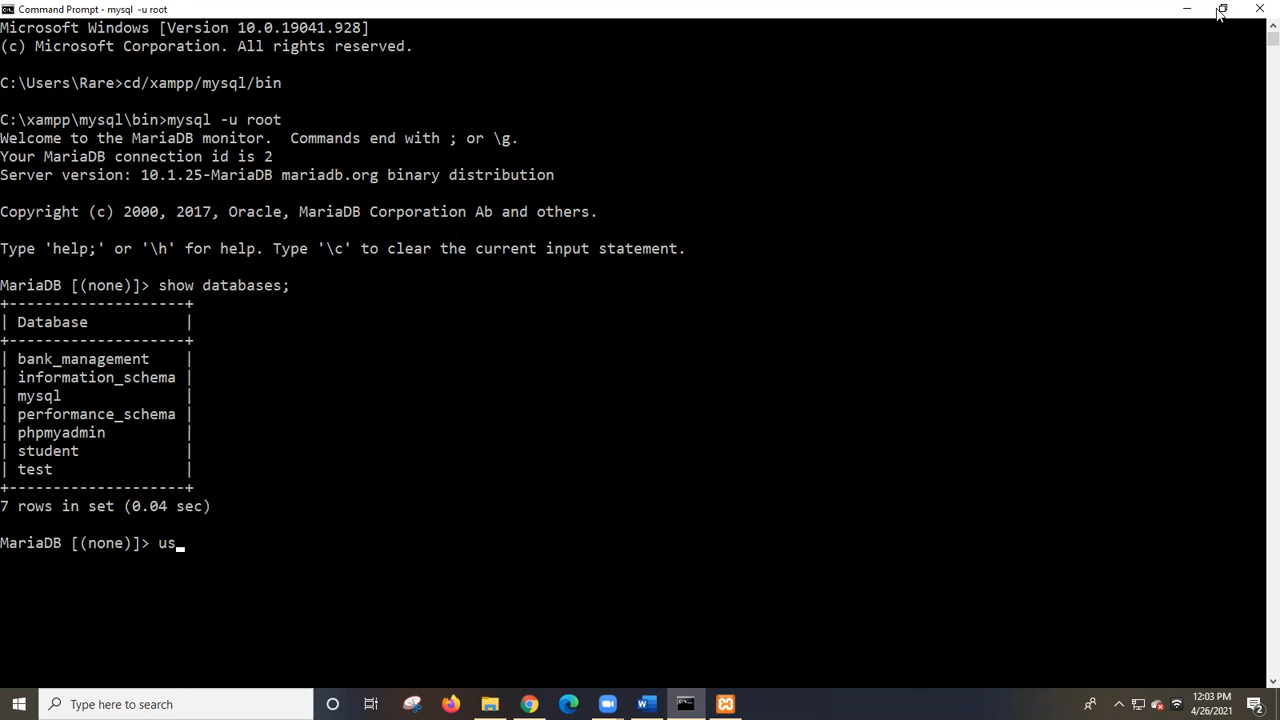 Command Prompt - mysql  -u root
Microsoft Windows [Version 10.0.19041.928]
(c) Microsoft Corporation. All rights reserved.
C:\Users\Rare>cd/xampp/mysql/bin
C:\xampp\mysql\bin>mysql -u root
Welcome to the MariaDB monitor.  Commands end with ; or \g.
Your MariaDB connection id is 2
Server version: 10.1.25-MariaDB mariadb.org binary distribution
Copyright (c) 2000, 2017, Oracle, MariaDB Corporation Ab and others.
Type 'help;' or '\h' for help. Type '\c' to clear the current input statement.
MariaDB [(none)]> show databases;
+--------------------+
| Database           |
+--------------------+
| bank_management    |
| information_schema |
| mysql              |
| performance_schema |
| phpmyadmin         |
| student            |
| test               |
+--------------------+
7 rows in set (0.04 sec)
MariaDB [(none)]> us_
Type here to search
12:03 PM
4/26/2021
2